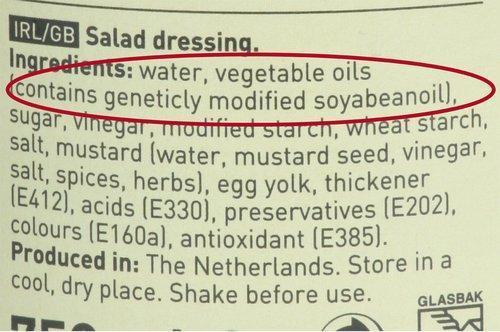 IRL/GB Salad dressing.
Ingredients: water, vegetable oils
(contains geneticly modified soyabeanoil),
sugar, vinegar, modified starch, wheat starch,
salt, mustard (water, mustard seed, vinegar,
salt, spices, herbs), egg yolk, thickener
(E412), acids (E330), preservatives (E202),
colours (E160a), antioxidant (E385).
Produced in: The Netherlands. Store in a
cool, dry place. Shake before use.
GLASBAK